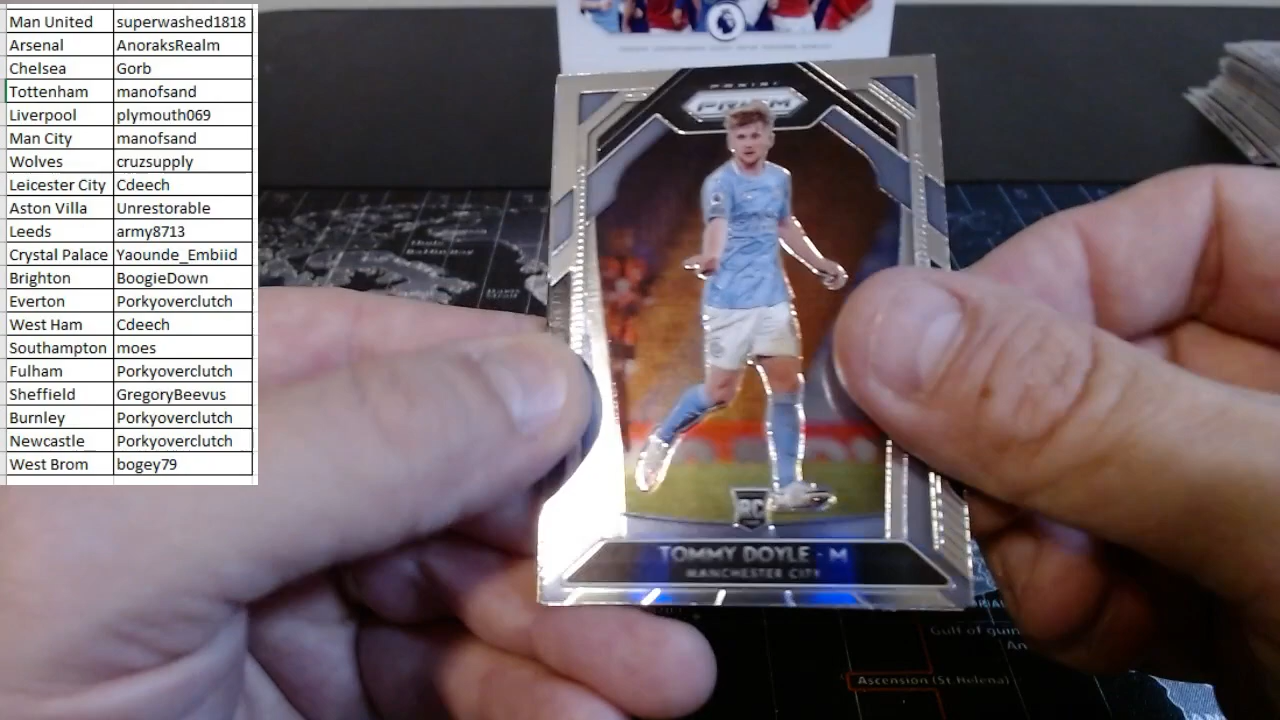 Man United superwashed1818
Arsenal AnoraksRealm
Chelsea Gorb
Tottenham manofsand
Liverpool plymouth069
Man City manofsand
Wolves cruzsupply
Leicester City Cdeech
Aston Villa Unrestorable
Leeds army8713
Crystal Palace Yaounde_Embiid
Brighton BoogieDown
Everton Porkyoverclutch
West Ham Cdeech
Southampton moes
Fulham Porkyoverclutch
Sheffield GregoryBeevus
Burnley Porkyoverclutch
Newcastle Porkyoverclutch
West Brom bogey79
PANINI
PRIZM
RC
TOMMY DOYLE - M
MANCHESTER CITY
Gulf of guin
An
Ascension (St.Helena)